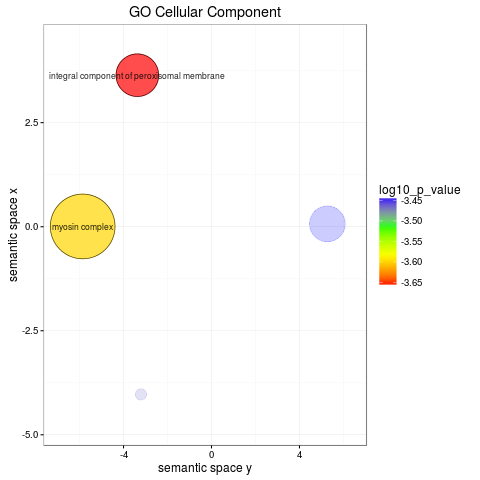 GO Cellular Component
integral component of peroxisomal membrane
myosin complex
2.5
0.0
-2.5
-5.0
semantic space x
-4
0
4
semantic space y
log10_p_value
-3.45
-3.50
-3.55
-3.60
-3.65